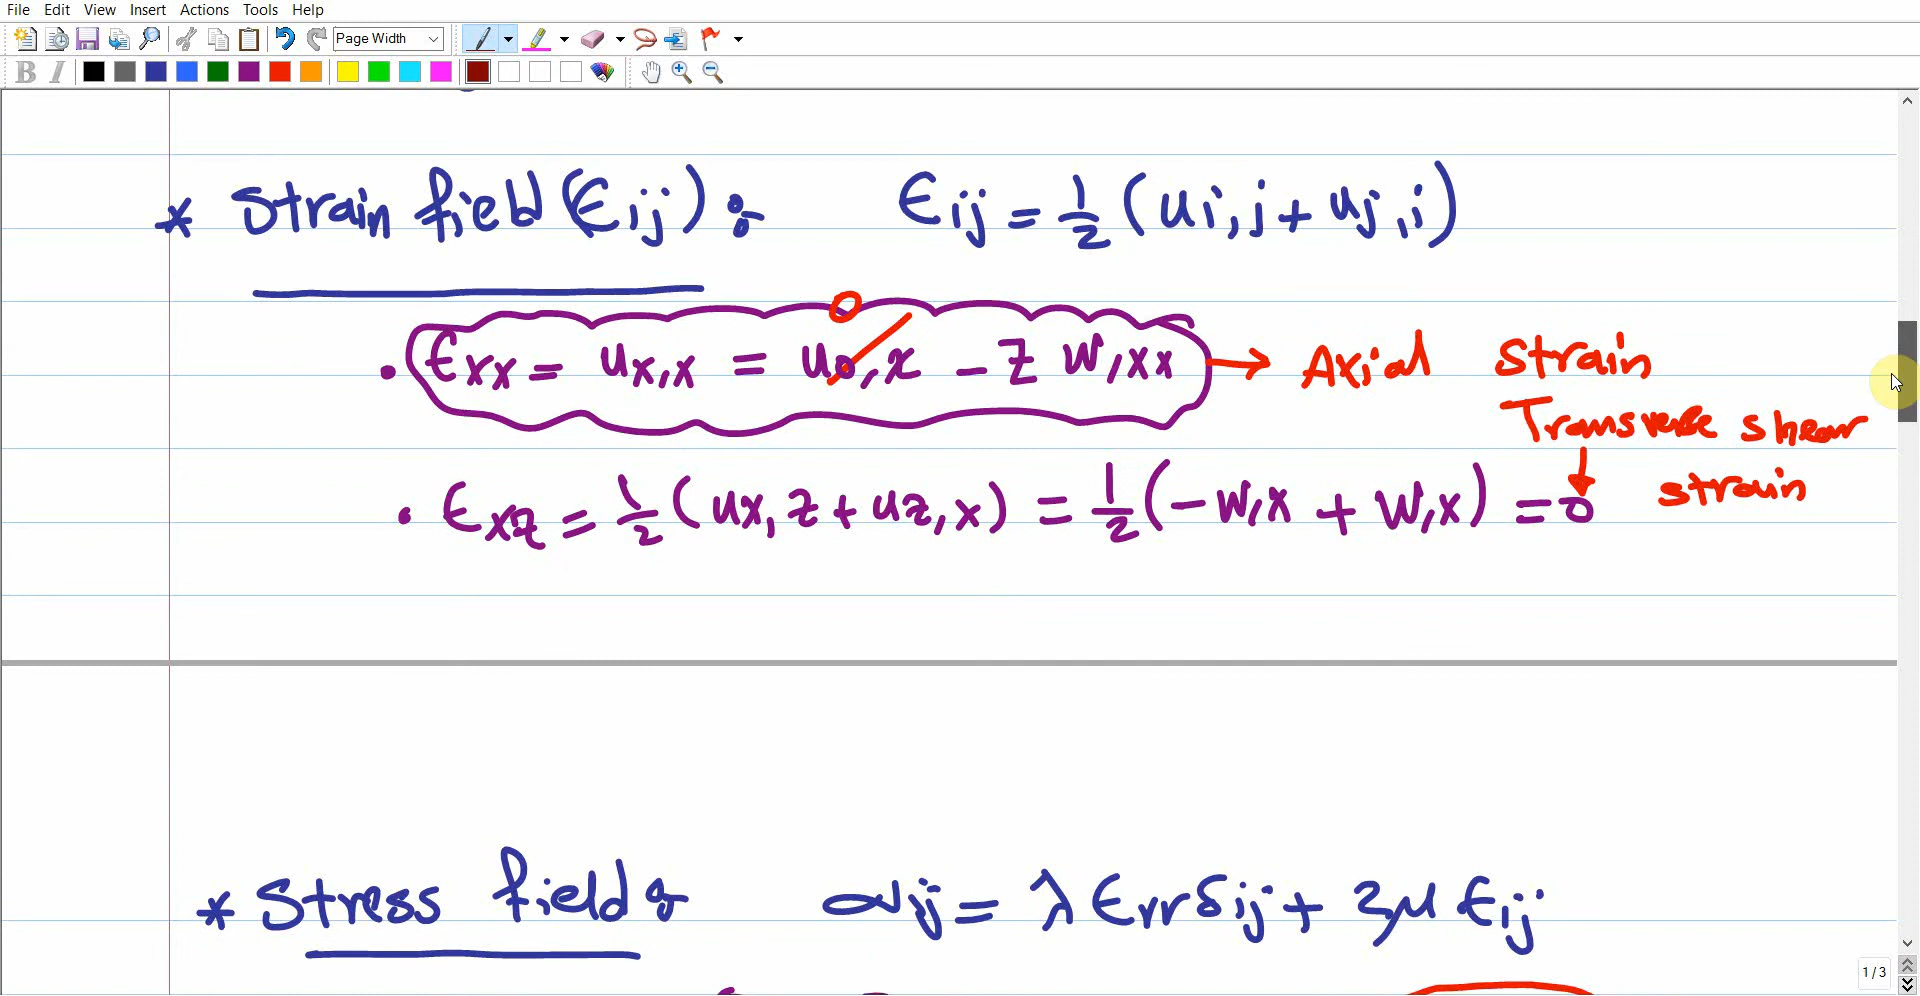 File Edit View Insert Actions Tools Help
Page Width
B I
* Strain field (ϵij) : ϵij = 1/2 (ui,j + uj,i)
0
• ϵxx = ux,x = u0,x - z w,xx → Axial strain
Transverse shear
strain
• ϵxz = 1/2 (ux,z + uz,x) = 1/2 (-w,x + w,x) = 0
* Stress field : σij = λ ϵrr δij + 2μ ϵij
1 / 3